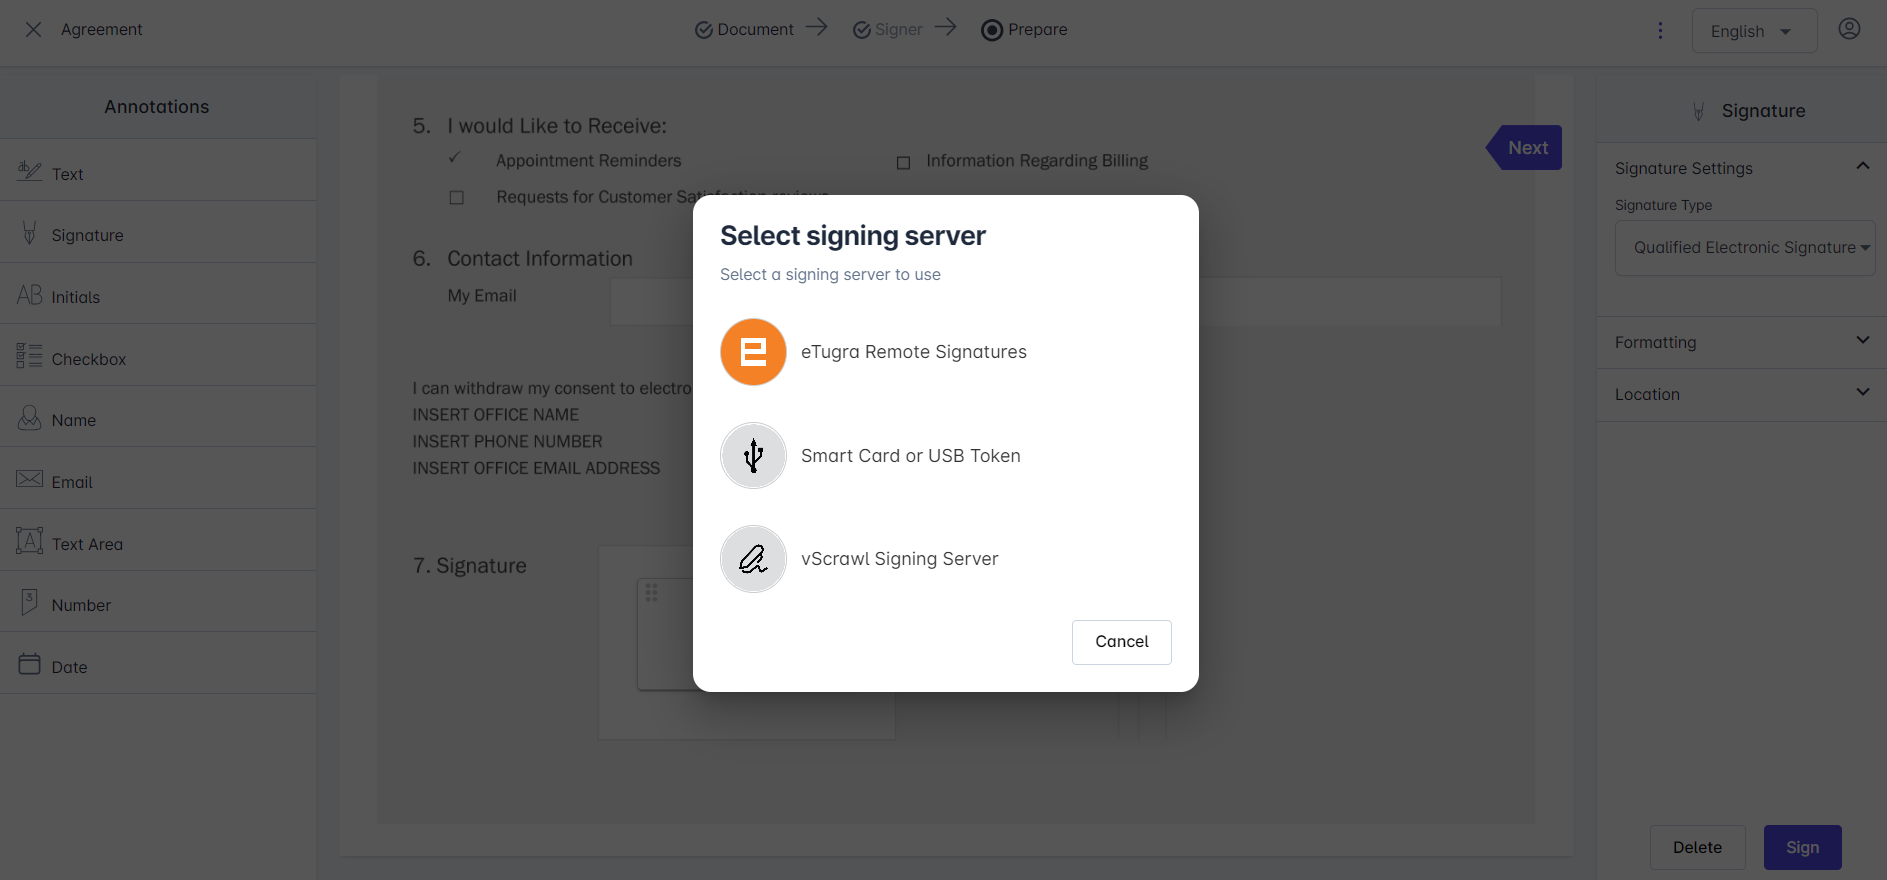 Agreement
Document
Signer
Prepare
English
Annotations
Text
Signature
Initials
Checkbox
Name
Email
Text Area
Number
Date
5. I would Like to Receive:
Appointment Reminders
Information Regarding Billing
Requests for Customer Satisfaction reviews
Next
6. Contact Information
My Email
I can withdraw my consent to electro
INSERT OFFICE NAME
INSERT PHONE NUMBER
INSERT OFFICE EMAIL ADDRESS
7. Signature
Select signing server
Select a signing server to use
eTugra Remote Signatures
Smart Card or USB Token
vScrawl Signing Server
Cancel
Signature
Signature Settings
Signature Type
Qualified Electronic Signature
Formatting
Location
Delete
Sign